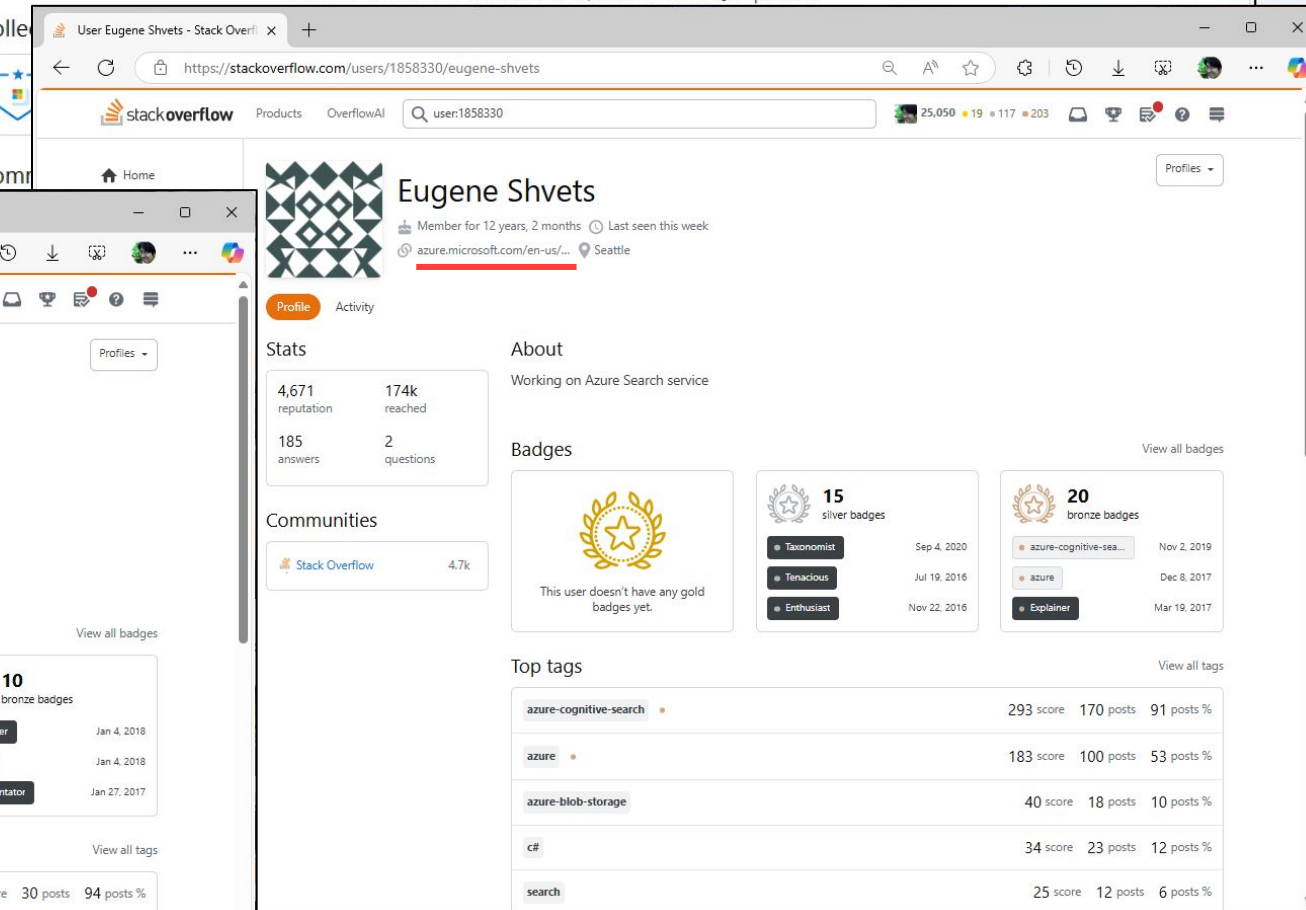 olle
User Eugene Shvets - Stack Overfl
https://stackoverflow.com/users/1858330/eugene-shvets
stackoverflow Products OverflowAI user:1858330 25,050 19 117 203
omm
Home
Profiles
Eugene Shvets
Member for 12 years, 2 months Last seen this week
azure.microsoft.com/en-us/... Seattle
Profile Activity
Stats
4,671 174k
reputation reached
185 2
answers questions
Communities
Stack Overflow 4.7k
About
Working on Azure Search service
Badges View all badges
This user doesn't have any gold
badges yet.
15
silver badges
Taxonomist Sep 4, 2020
Tenacious Jul 19, 2016
Enthusiast Nov 22, 2016
20
bronze badges
azure-cognitive-sea... Nov 2, 2019
azure Dec 8, 2017
Explainer Mar 19, 2017
Top tags View all tags
azure-cognitive-search 293 score 170 posts 91 posts %
azure 183 score 100 posts 53 posts %
azure-blob-storage 40 score 18 posts 10 posts %
c# 34 score 23 posts 12 posts %
search 25 score 12 posts 6 posts %
Profiles
View all badges
10
bronze badges
er Jan 4, 2018
Jan 4, 2018
ntator Jan 27, 2017
View all tags
re 30 posts 94 posts %